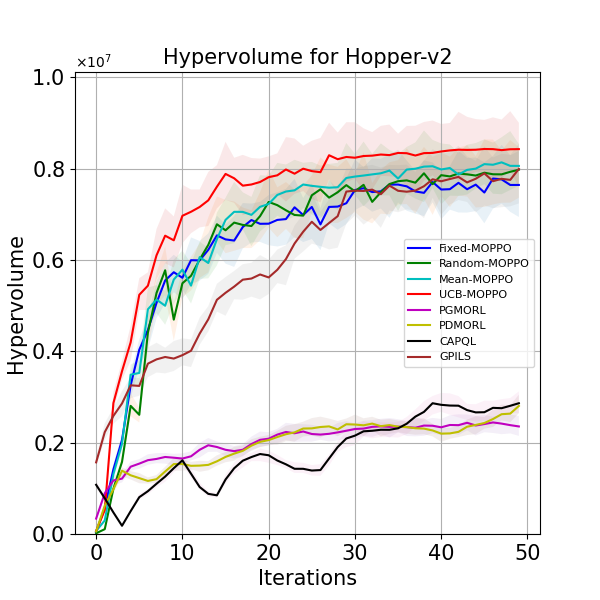 Hypervolume for Hopper-v2
×10⁷
1.0
0.8
0.6
0.4
0.2
0.0
Hypervolume
Fixed-MOPPO
Random-MOPPO
Mean-MOPPO
UCB-MOPPO
PGMORL
PDMORL
CAPQL
GPILS
0 10 20 30 40 50
Iterations